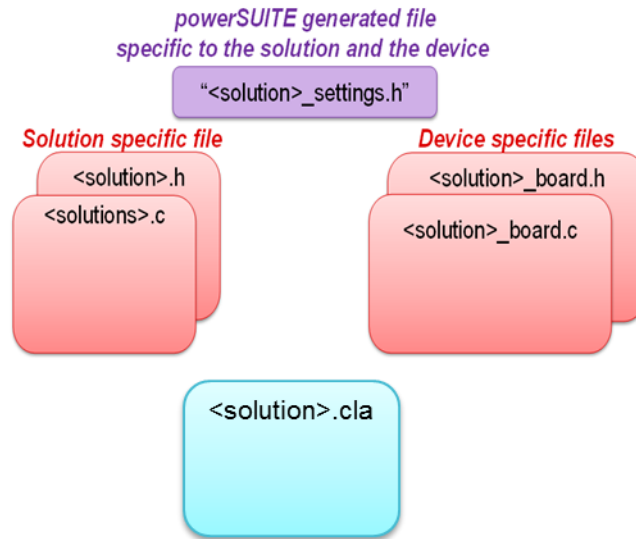 powerSUITE generated file
specific to the solution and the device
“<solution>_settings.h”
Solution specific file
<solution>.h
<solutions>.c
Device specific files
<solution>_board.h
<solution>_board.c
<solution>.cla